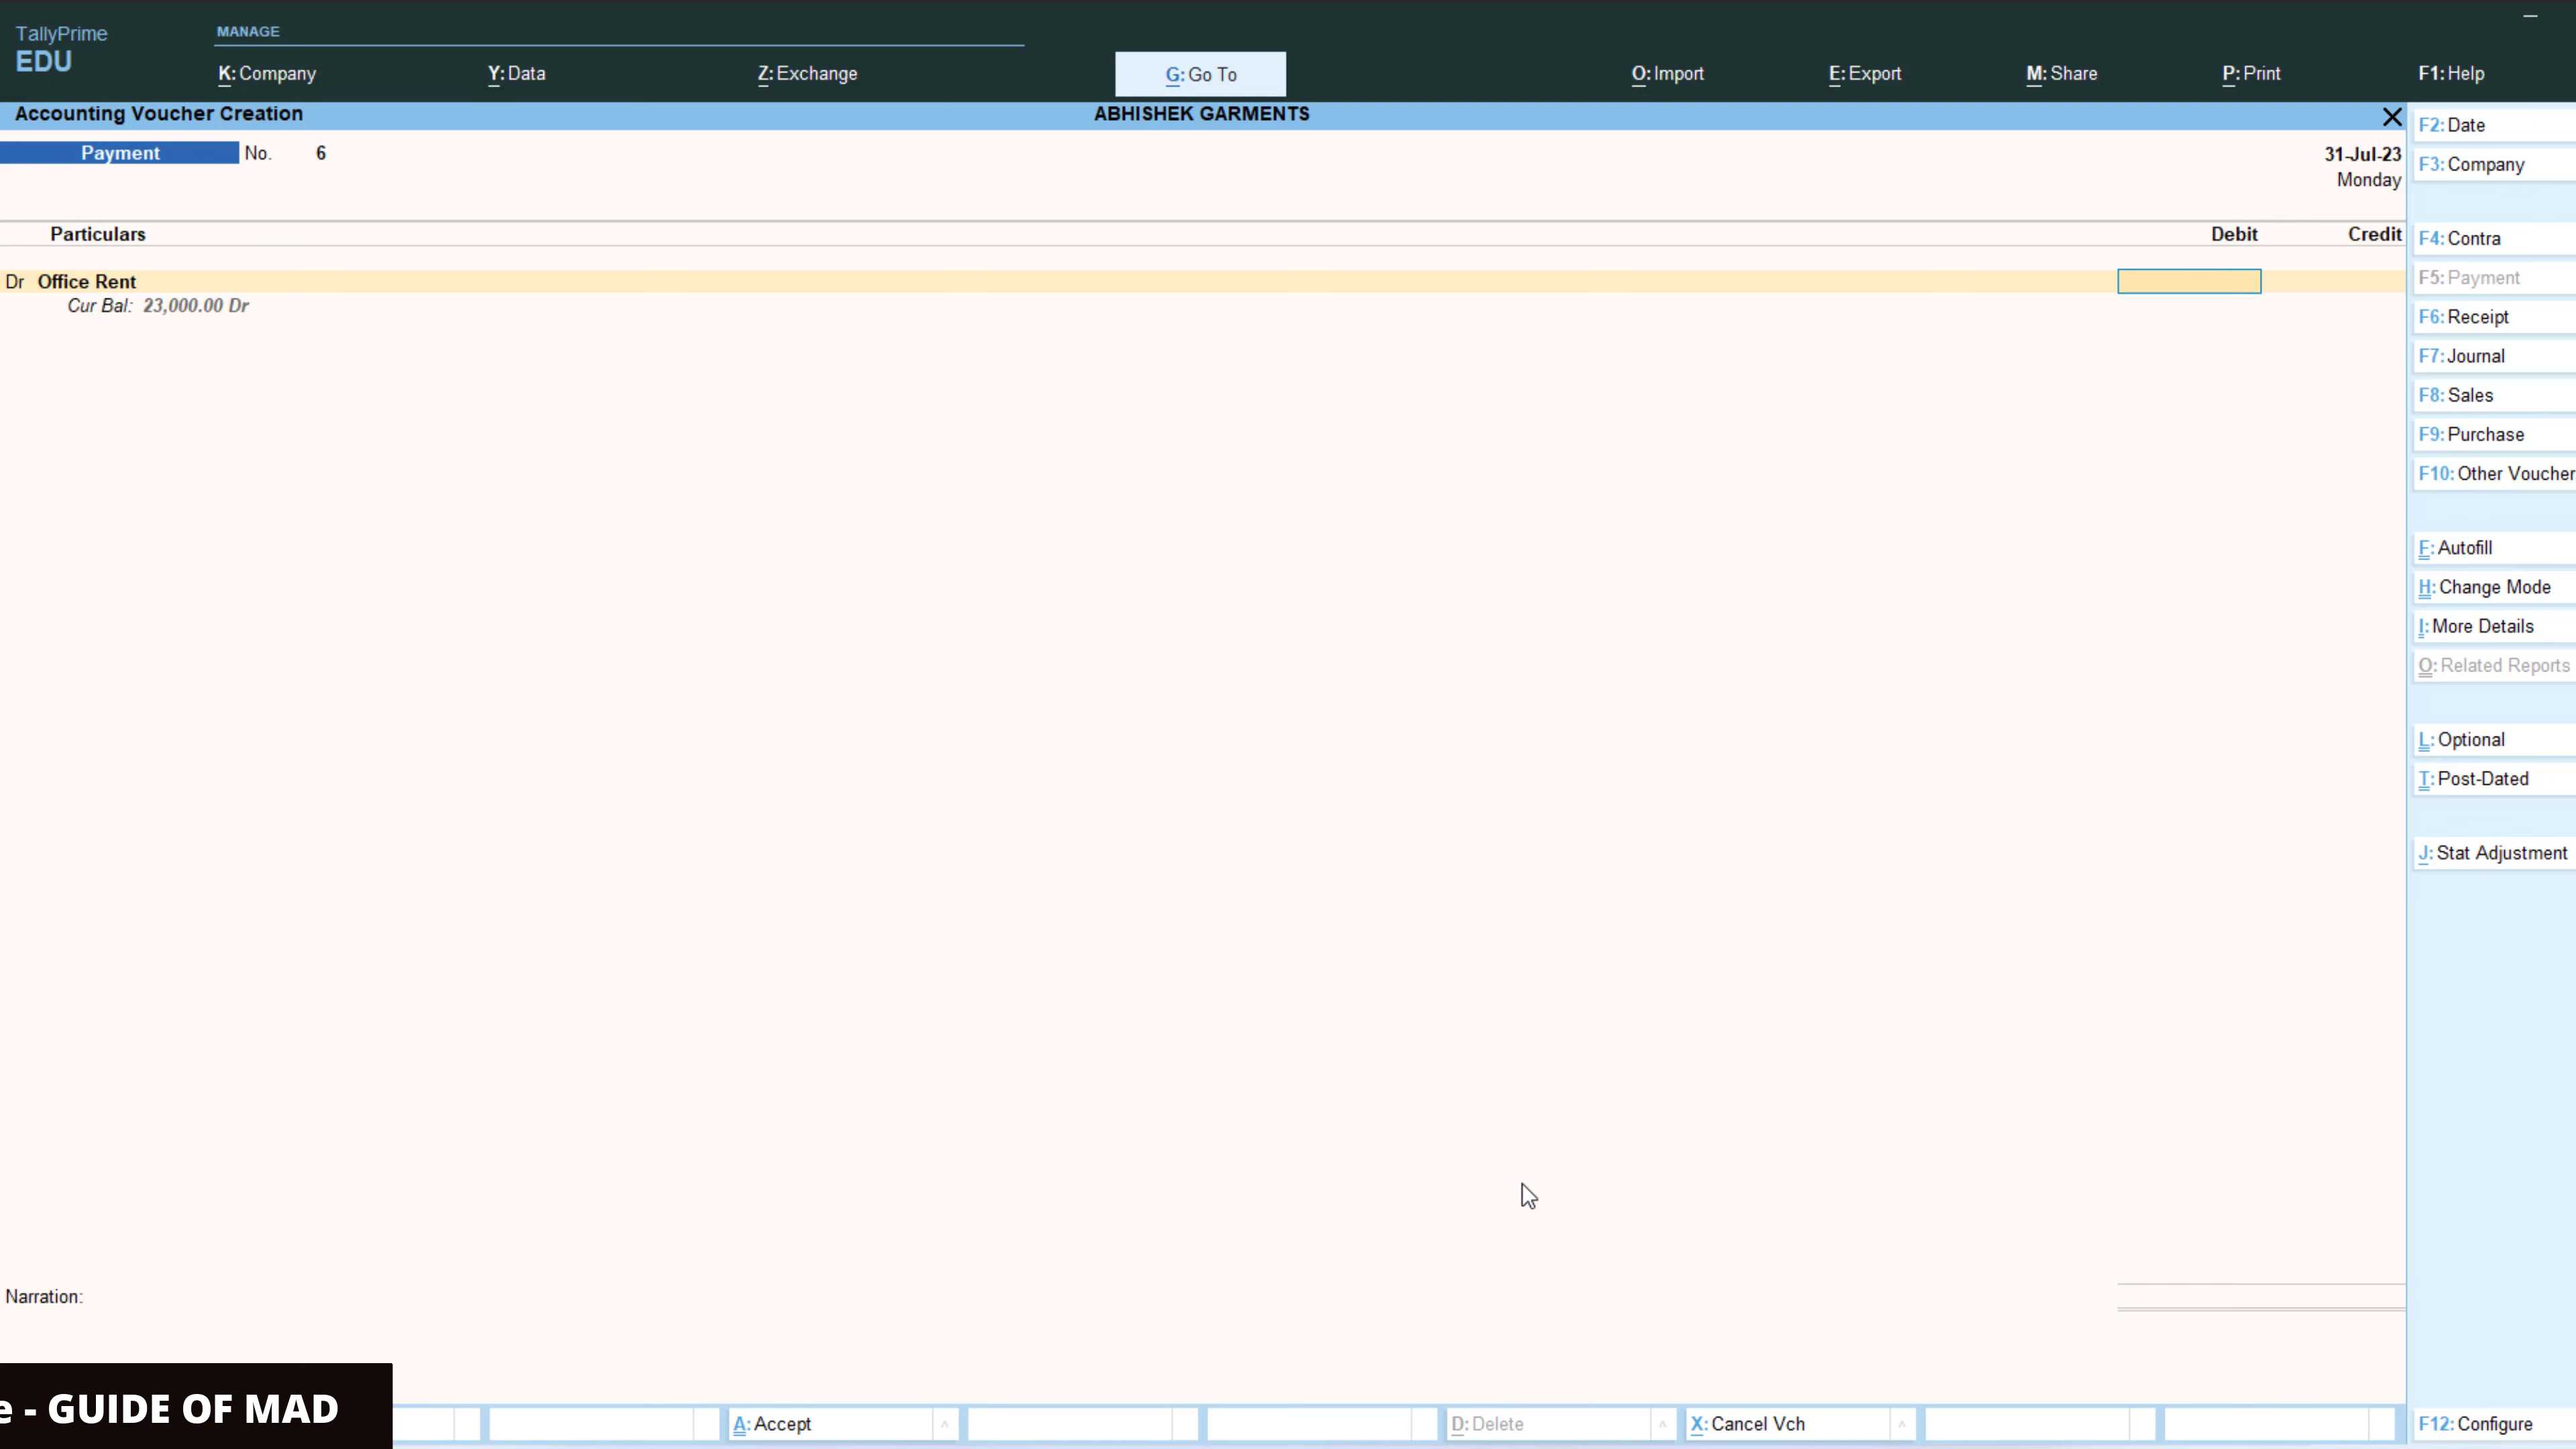 TallyPrime
EDU
MANAGE
K: Company
Y: Data
Z: Exchange
G: Go To
O: Import
E: Export
M: Share
P: Print
F1: Help
Accounting Voucher Creation
ABHISHEK GARMENTS
Payment No. 6
31-Jul-23
Monday
Particulars
Debit
Credit
Dr Office Rent
Cur Bal: 23,000.00 Dr
Narration:
F2: Date
F3: Company
F4: Contra
F5: Payment
F6: Receipt
F7: Journal
F8: Sales
F9: Purchase
F10: Other Voucher
F: Autofill
H: Change Mode
I: More Details
O: Related Reports
L: Optional
T: Post-Dated
J: Stat Adjustment
e - GUIDE OF MAD
A: Accept
D: Delete
X: Cancel Vch
F12: Configure